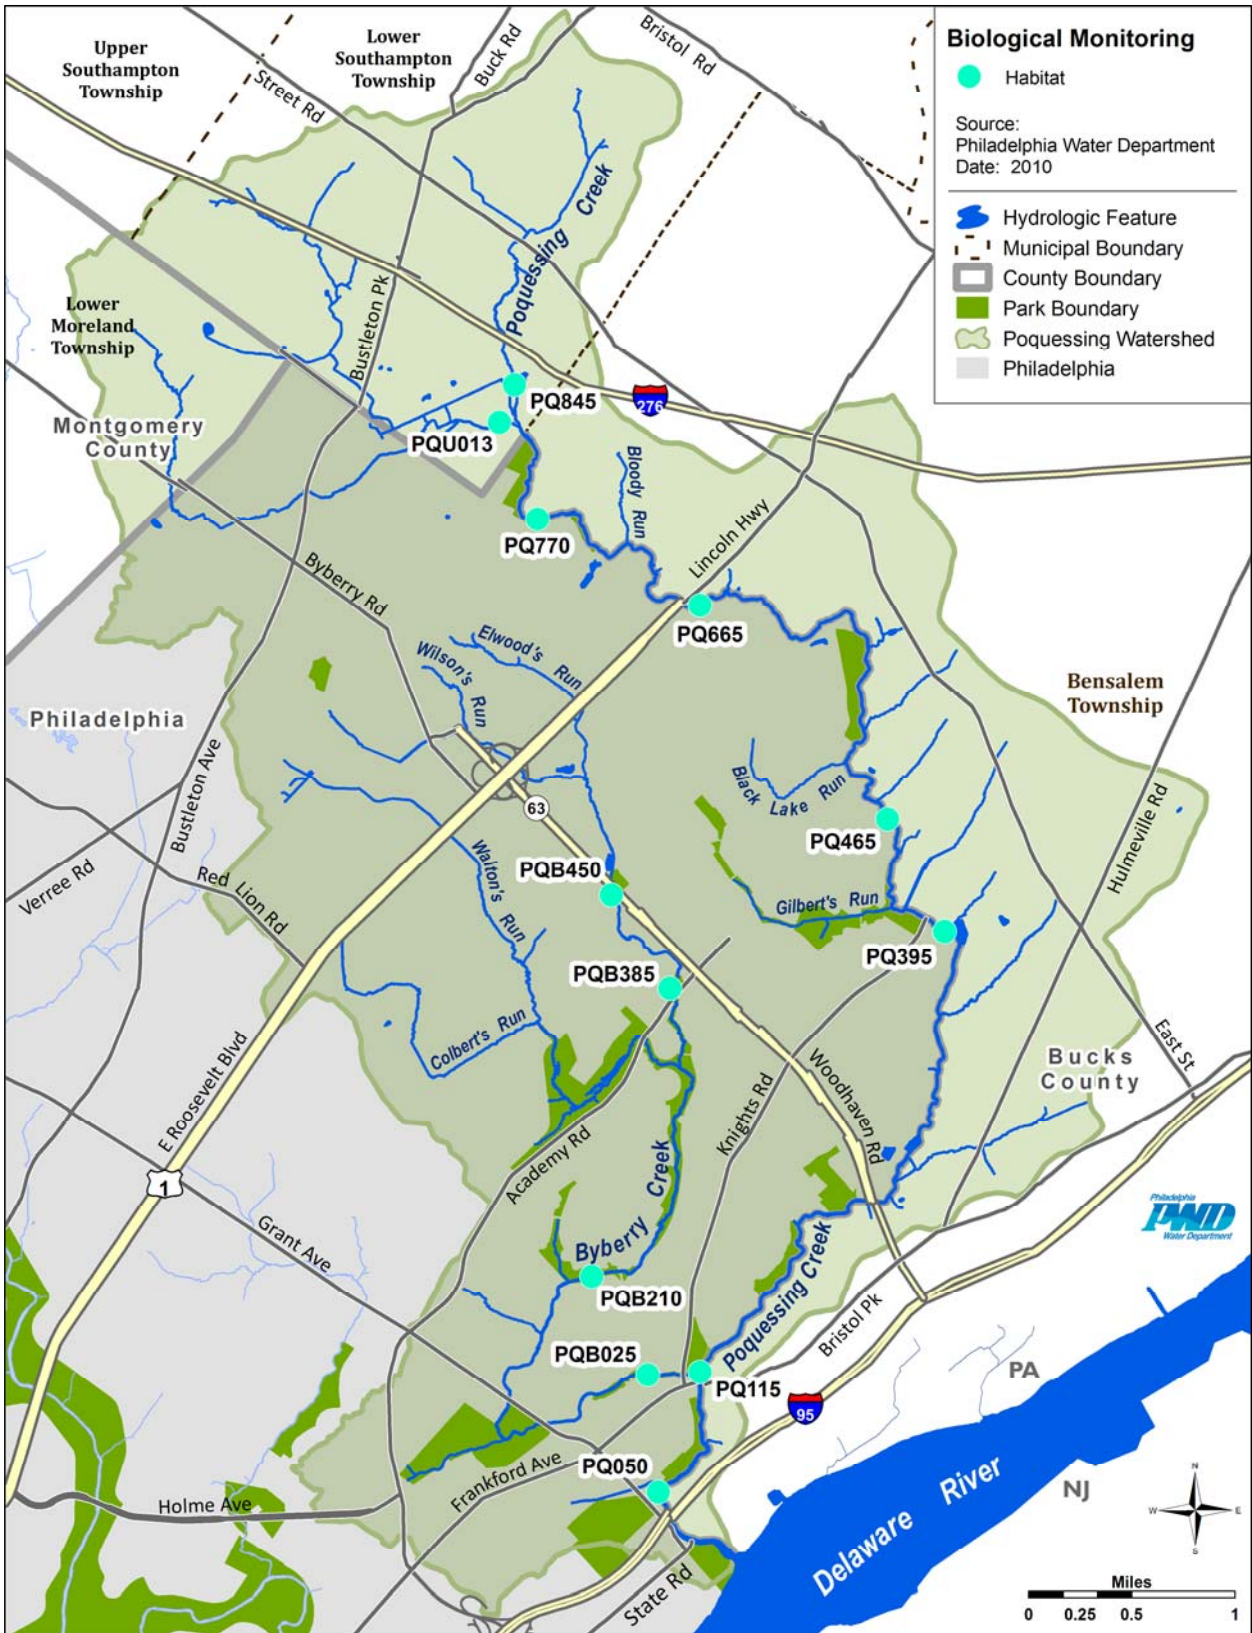 Upper
Southampton
Township
Lower
Southampton
Township
Buck Rd
Bristol Rd
Street Rd
Biological Monitoring
Habitat
Source:
Philadelphia Water Department
Date: 2010
Hydrologic Feature
Municipal Boundary
County Boundary
Park Boundary
Poquessing Watershed
Philadelphia
Poquessing Creek
Lower
Moreland
Township
Bustleton Pk
PQ845
276
PQU013
Montgomery
County
Bloody Run
Lincoln Hwy
PQ770
Byberry Rd
PQ665
Elwood's Run
Wilson's Run
Bensalem
Township
Philadelphia
Black Lake Run
Bustleton Ave
63
PQ465
Hulmeville Rd
PQB450
Walton's Run
Verree Rd
Red Lion Rd
Gilbert's Run
PQ395
PQB385
Colbert's Run
East St
Bucks
County
E Roosevelt Blvd
Woodhaven Rd
Knights Rd
Academy Rd
1
Byberry Creek
Philadelphia
PWD
Water Department
Grant Ave
PQB210
Poquessing Creek
Bristol Pk
PQB025
PQ115
PA
95
Frankford Ave
PQ050
NJ
Holme Ave
Delaware River
N
W
E
S
State Rd
Miles
0 0.25 0.5 1